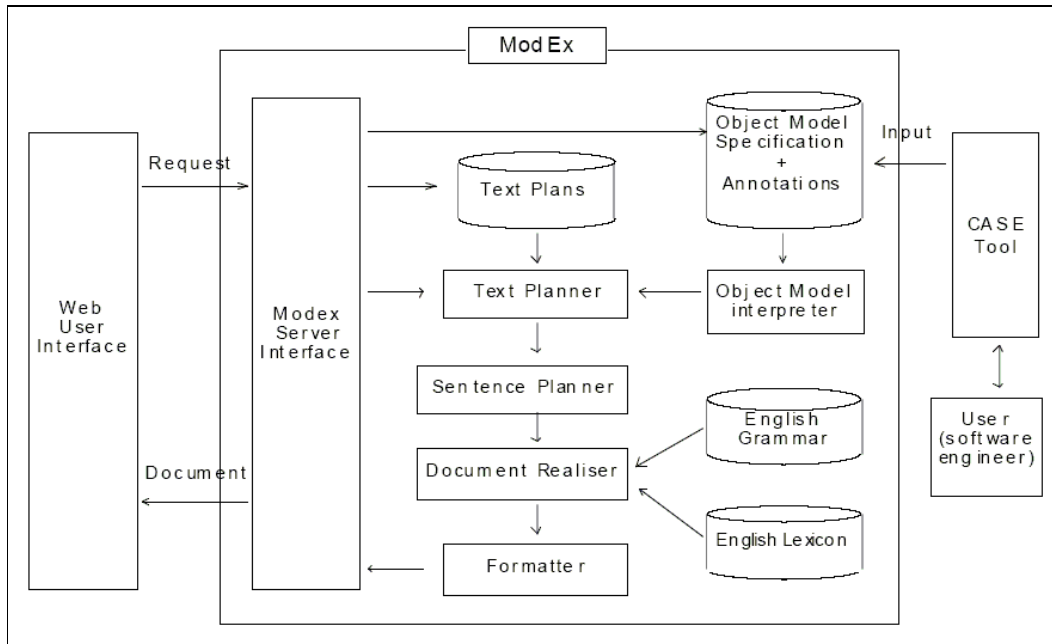 ModEx
Web
User
Interface
Request
Document
Modex
Server
Interface
Text Plans
Text Planner
Sentence Planner
Document Realiser
Formatter
Object Model
Specification
+
Annotations
Object Model
interpreter
English
Grammar
English Lexicon
Input
CASE
Tool
User
(software
engineer)